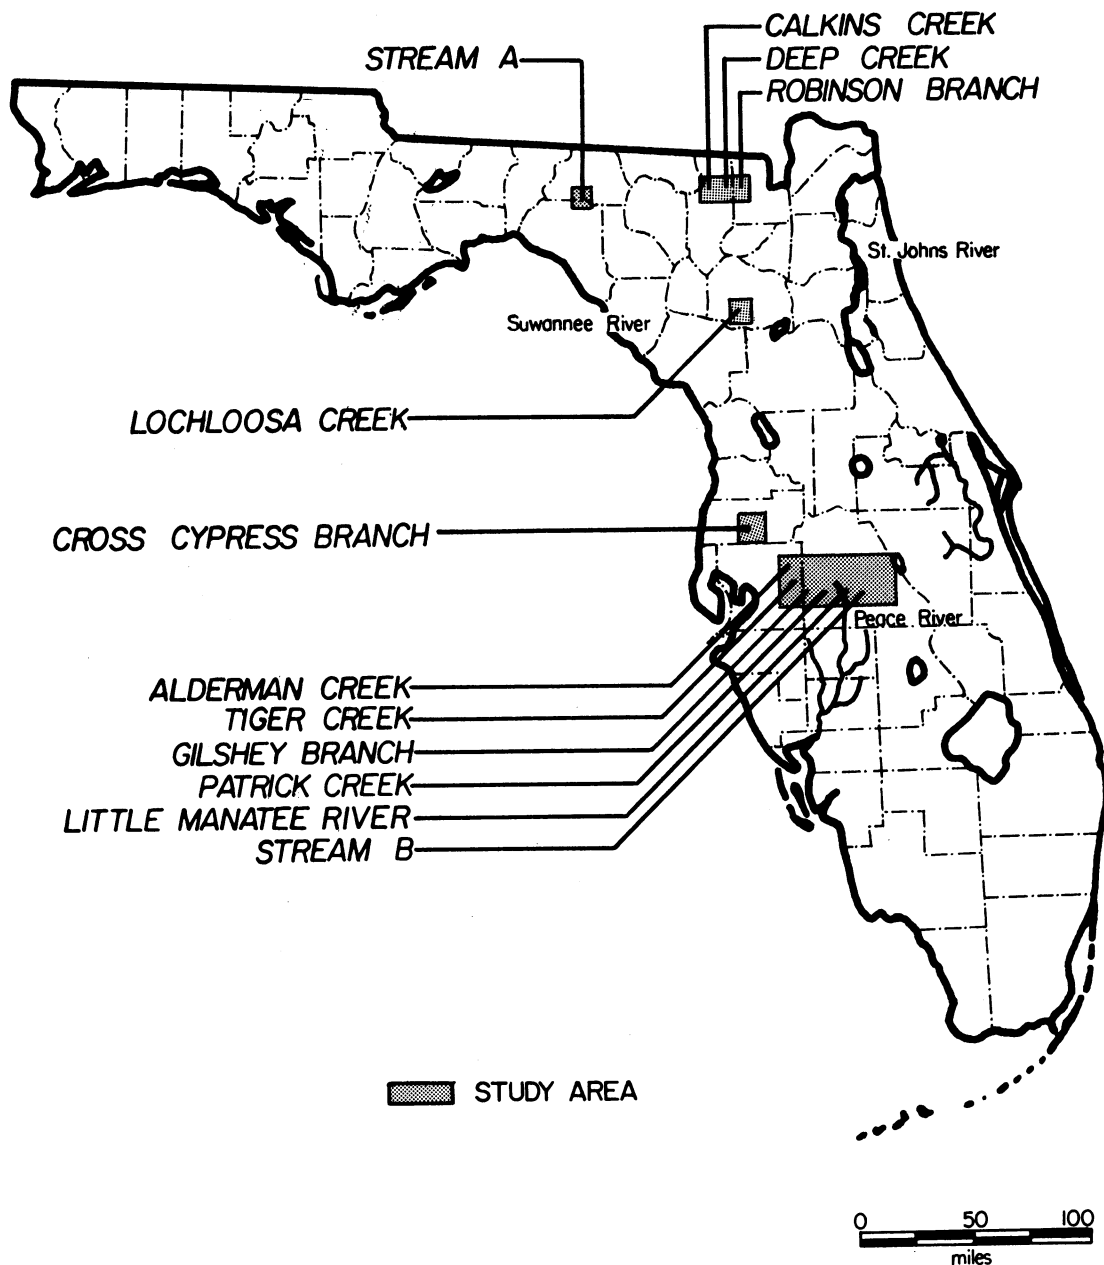 CALKINS CREEK
STREAM A
DEEP CREEK
ROBINSON BRANCH
St. Johns River
Suwannee River
LOCHLOOSA CREEK
CROSS CYPRESS BRANCH
Peace River
ALDERMAN CREEK
TIGER CREEK
GILSHEY BRANCH
PATRICK CREEK
LITTLE MANATEE RIVER
STREAM B
STUDY AREA
0 50 100
miles